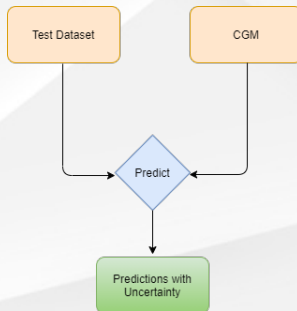 Test Dataset
CGM
Predict
Predictions with
Uncertainty